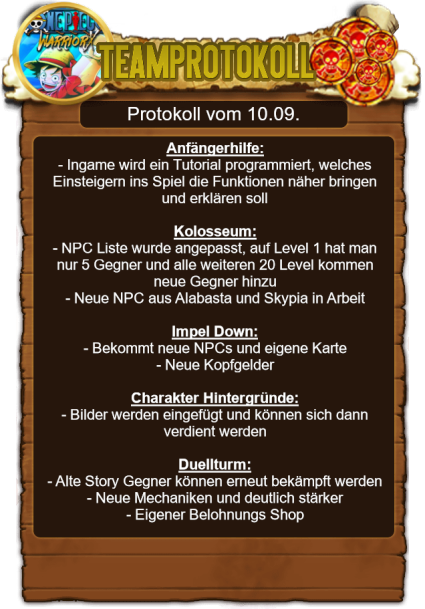 ONE PIECE
WARRIORX
TEAMPROTOKOLL
Protokoll vom 10.09.
Anfängerhilfe:
- Ingame wird ein Tutorial programmiert, welches
Einsteigern ins Spiel die Funktionen näher bringen
und erklären soll
Kolosseum:
- NPC Liste wurde angepasst, auf Level 1 hat man
nur 5 Gegner und alle weiteren 20 Level kommen
neue Gegner hinzu
- Neue NPC aus Alabasta und Skypia in Arbeit
Impel Down:
- Bekommt neue NPCs und eigene Karte
- Neue Kopfgelder
Charakter Hintergründe:
- Bilder werden eingefügt und können sich dann
verdient werden
Duellturm:
- Alte Story Gegner können erneut bekämpft werden
- Neue Mechaniken und deutlich stärker
- Eigener Belohnungs Shop